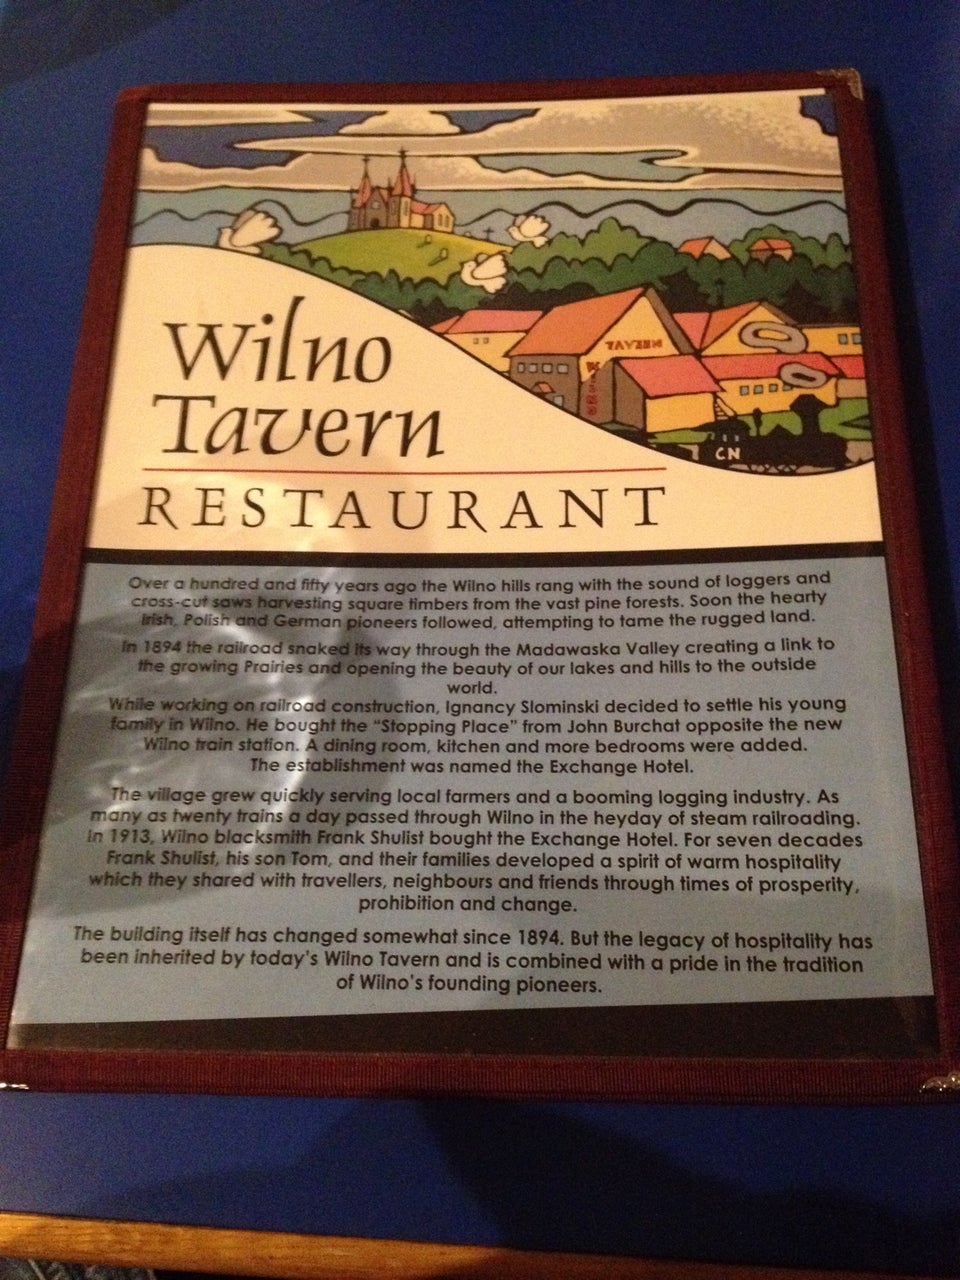 TAVERN
WILNO
CN
Wilno
Tavern
RESTAURANT
Over a hundred and fifty years ago the Wilno hills rang with the sound of loggers and
cross-cut saws harvesting square timbers from the vast pine forests. Soon the hearty
Irish, Polish and German pioneers followed, attempting to tame the rugged land.
In 1894 the railroad snaked its way through the Madawaska Valley creating a link to
the growing Prairies and opening the beauty of our lakes and hills to the outside
world.
While working on railroad construction, Ignancy Slominski decided to settle his young
family in Wilno. He bought the “Stopping Place” from John Burchat opposite the new
Wilno train station. A dining room, kitchen and more bedrooms were added.
The establishment was named the Exchange Hotel.
The village grew quickly serving local farmers and a booming logging industry. As
many as twenty trains a day passed through Wilno in the heyday of steam railroading.
In 1913, Wilno blacksmith Frank Shulist bought the Exchange Hotel. For seven decades
Frank Shulist, his son Tom, and their families developed a spirit of warm hospitality
which they shared with travellers, neighbours and friends through times of prosperity,
prohibition and change.
The building itself has changed somewhat since 1894. But the legacy of hospitality has
been inherited by today’s Wilno Tavern and is combined with a pride in the tradition
of Wilno’s founding pioneers.